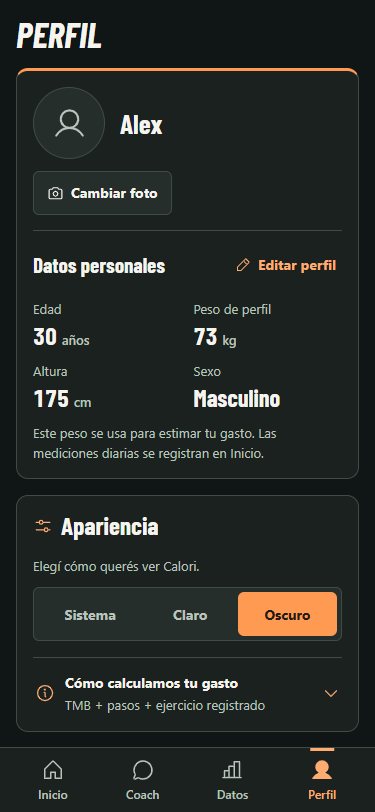 PERFIL
Alex
Cambiar foto
Datos personales
Editar perfil
Edad
Peso de perfil
30 años
73 kg
Altura
Sexo
175 cm
Masculino
Este peso se usa para estimar tu gasto. Las
mediciones diarias se registran en Inicio.
Apariencia
Elegí cómo querés ver Calori.
Sistema
Claro
Oscuro
Cómo calculamos tu gasto
TMB + pasos + ejercicio registrado
Inicio
Coach
Datos
Perfil